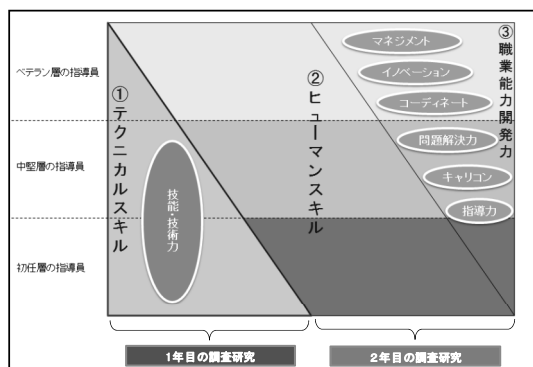 ベテラン層の指導員
中堅層の指導員
初任層の指導員
①テクニカルスキル
技能・技術力
②ヒューマンスキル
③職業能力開発力
マネジメント
イノベーション
コーディネート
問題解決力
キャリコン
指導力
1年目の調査研究
2年目の調査研究